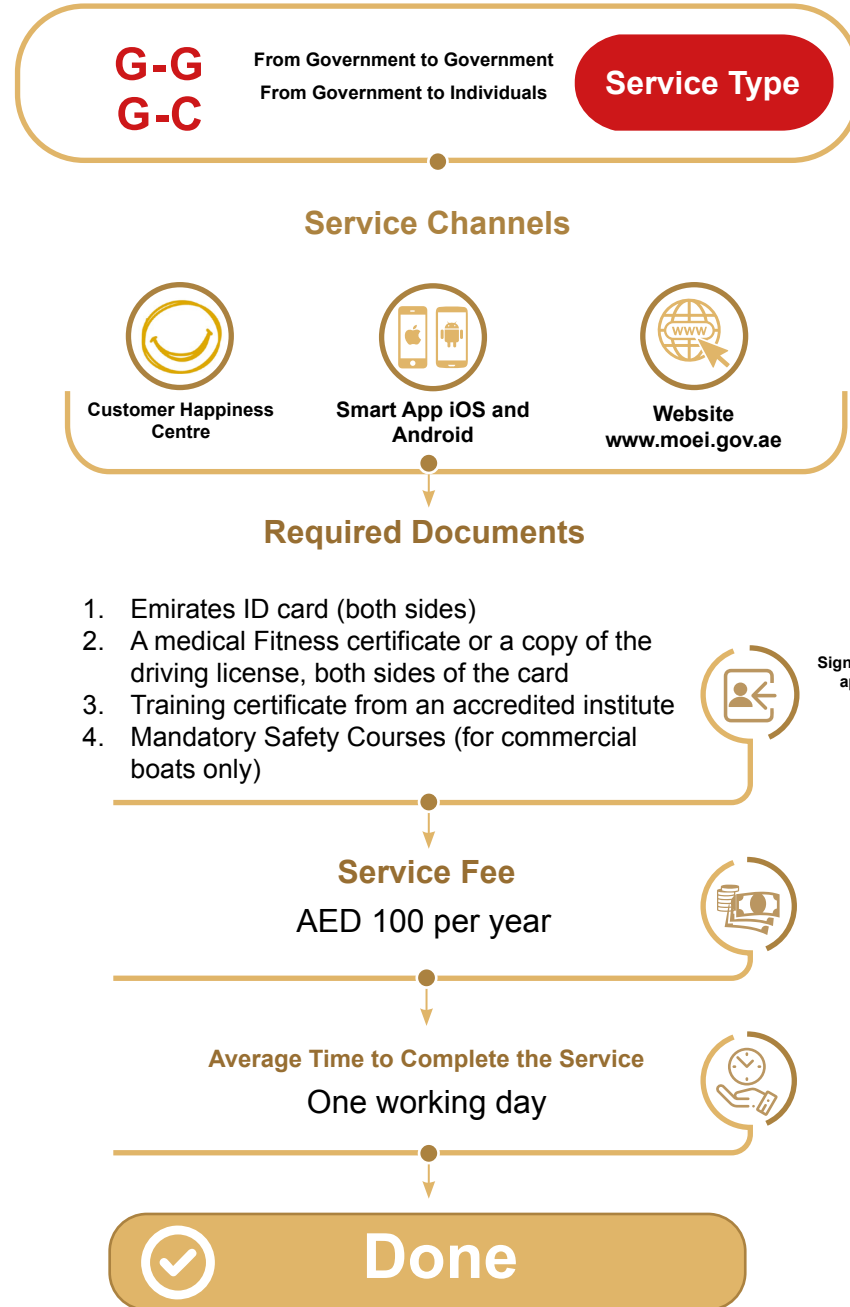 G-G
From Government to Government
Service Type
From Government to Individuals
G-C
Service Channels
www
Customer Happiness
Centre
Smart App iOS and
Android
Website
www.moei.gov.ae
Required Documents
1. Emirates ID card (both sides)
2. A medical Fitness certificate or a copy of the
driving license, both sides of the card
3. Training certificate from an accredited institute
4. Mandatory Safety Courses (for commercial
boats only)
Sign
Service Fee
AED 100 per year
Average Time to Complete the Service
One working day
Done